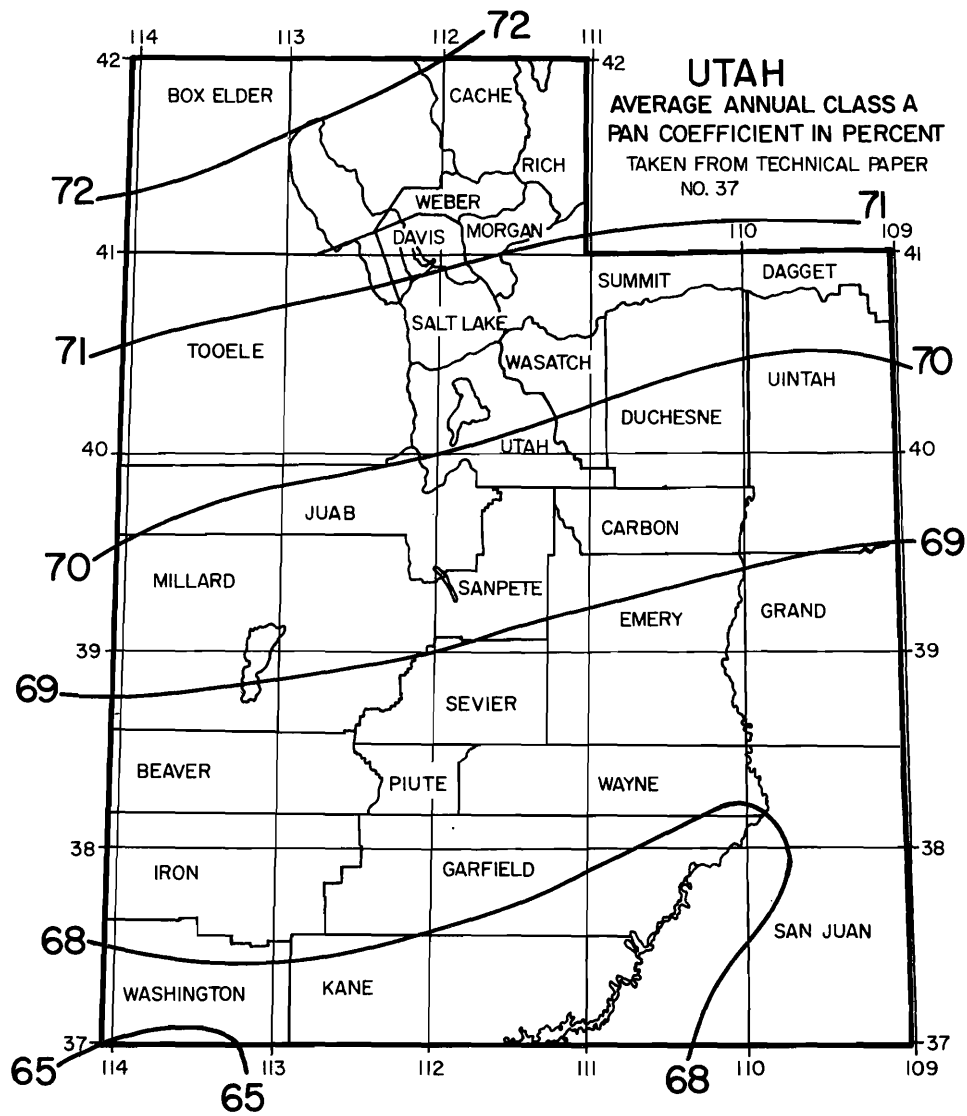 72
114 113 112 111
42 42
UTAH
AVERAGE ANNUAL CLASS A
PAN COEFFICIENT IN PERCENT
TAKEN FROM TECHNICAL PAPER
NO. 37
BOX ELDER CACHE
RICH
72
WEBER
71
110 109
DAVIS MORGAN
41 41
SUMMIT DAGGET
SALT LAKE
71
TOOELE WASATCH
70
UINTAH
DUCHESNE
40 UTAH 40
JUAB CARBON
69
70
MILLARD SANPETE
EMERY GRAND
39 39
69
SEVIER
BEAVER PIUTE WAYNE
38 38
IRON GARFIELD
68
SAN JUAN
WASHINGTON KANE
37 37
65
114 113 112 111 110 109
65 68